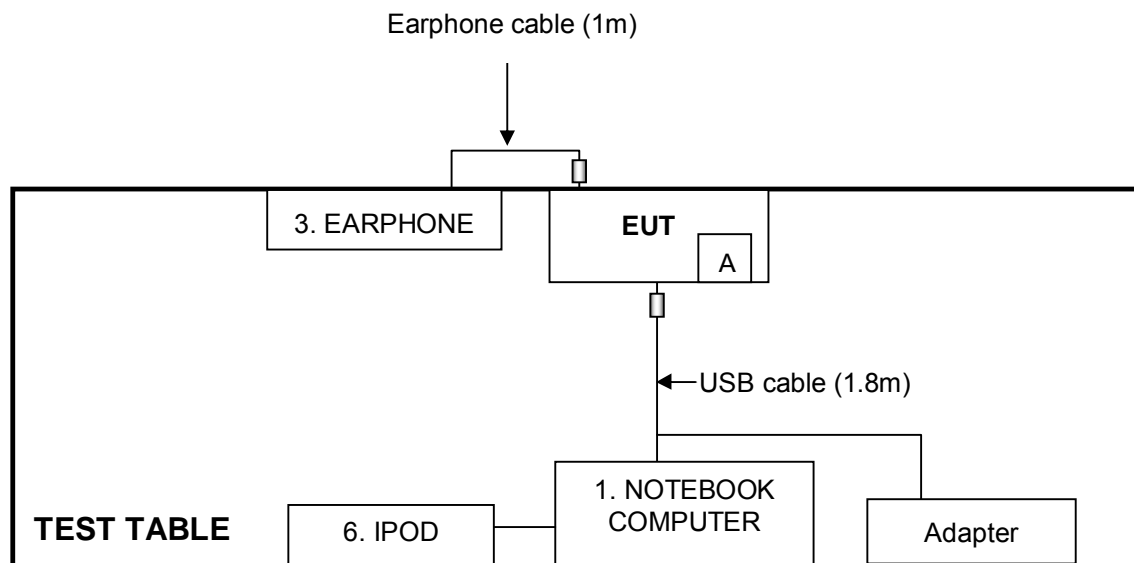 Earphone cable (1m)
3. EARPHONE
EUT
A
USB cable (1.8m)
1. NOTEBOOK
COMPUTER
TEST TABLE
6. IPOD
Adapter